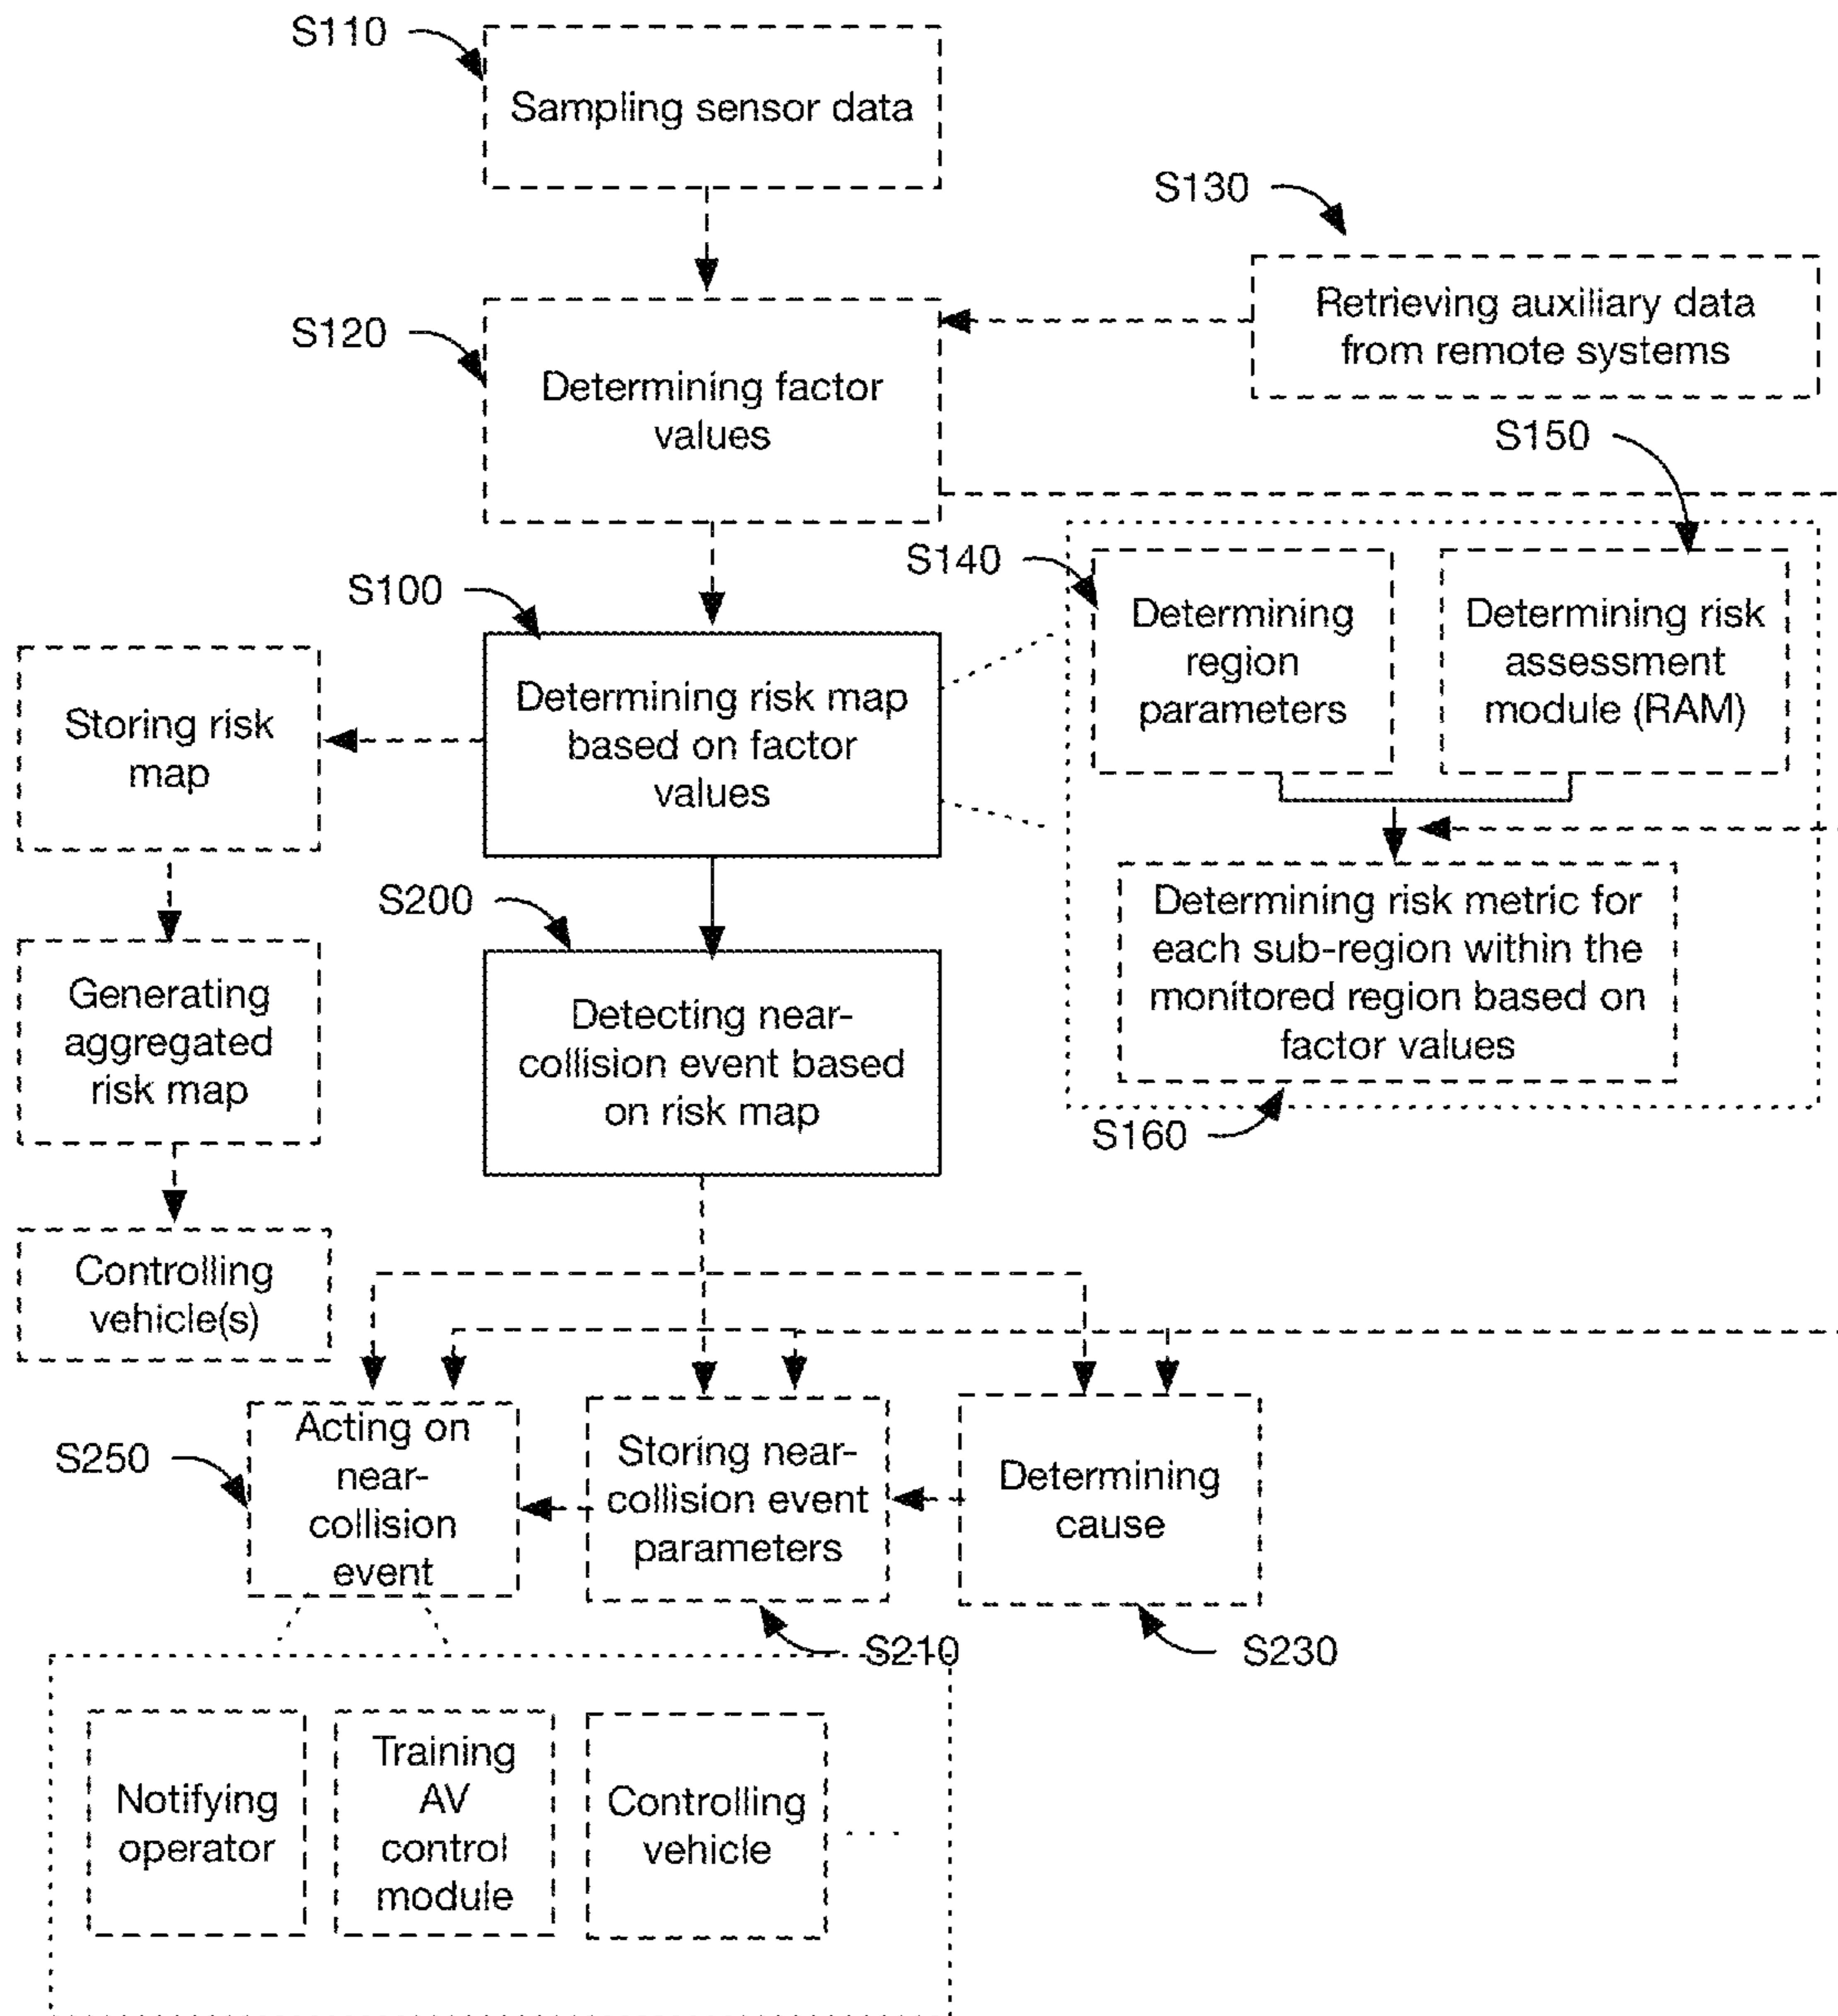 S110
Sampling sensor data
S130
Retrieving auxiliary data
from remote systems
S120
Determining factor
values
S150
S140
Determining
region
parameters
Determining risk
assessment
module (RAM)
S100
Determining risk map
based on factor
values
Storing risk
map
S200
Determining risk metric for
each sub-region within the
monitored region based on
factor values
S160
Generating
aggregated
risk map
Detecting near-
collision event based
on risk map
Controlling
vehicle(s)
S250
Acting on
near-
collision
event
Storing near-
collision event
parameters
Determining
cause
S210
S230
Notifying
operator
Training
AV
control
module
Controlling
vehicle
. . .